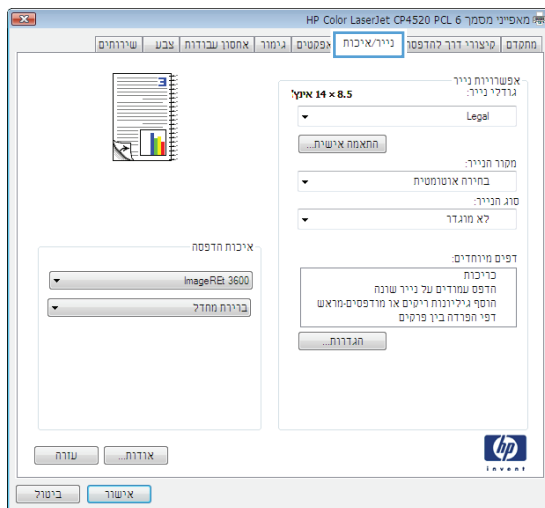 מאפייני מסמך HP Color LaserJet CP4520 PCL 6
מתקדם
קיצורי דרך להדפסה
נייר/איכות
אפקטים
גימור
אחסון עבודות
צבע
שירותים
אפשרויות נייר
גודלי נייר:
8.5 × 14 אינץ'
Legal
התאמה אישית...
מקור הנייר:
בחירה אוטומטית
סוג הנייר:
לא מוגדר
דפים מיוחדים:
כריכות
הדפס עמודים על נייר שונה
הוסף גיליונות ריקים או מודפסים-מראש
דפי הפרדה בין פרקים
הגדרות...
איכות הדפסה
ImageREt 3600
ברירת מחדל
hp
invent
אודות...
עזרה
אישור
ביטול